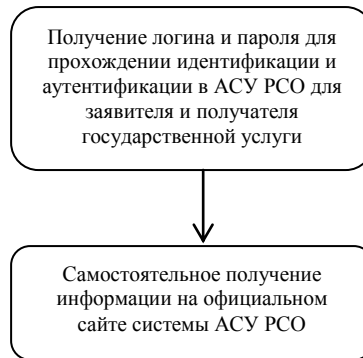 Получение логина и пароля для
прохождении идентификации и
аутентификации в АСУ РСО для
заявителя и получателя
государственной услуги
Самостоятельное получение
информации на официальном
сайте системы АСУ РСО